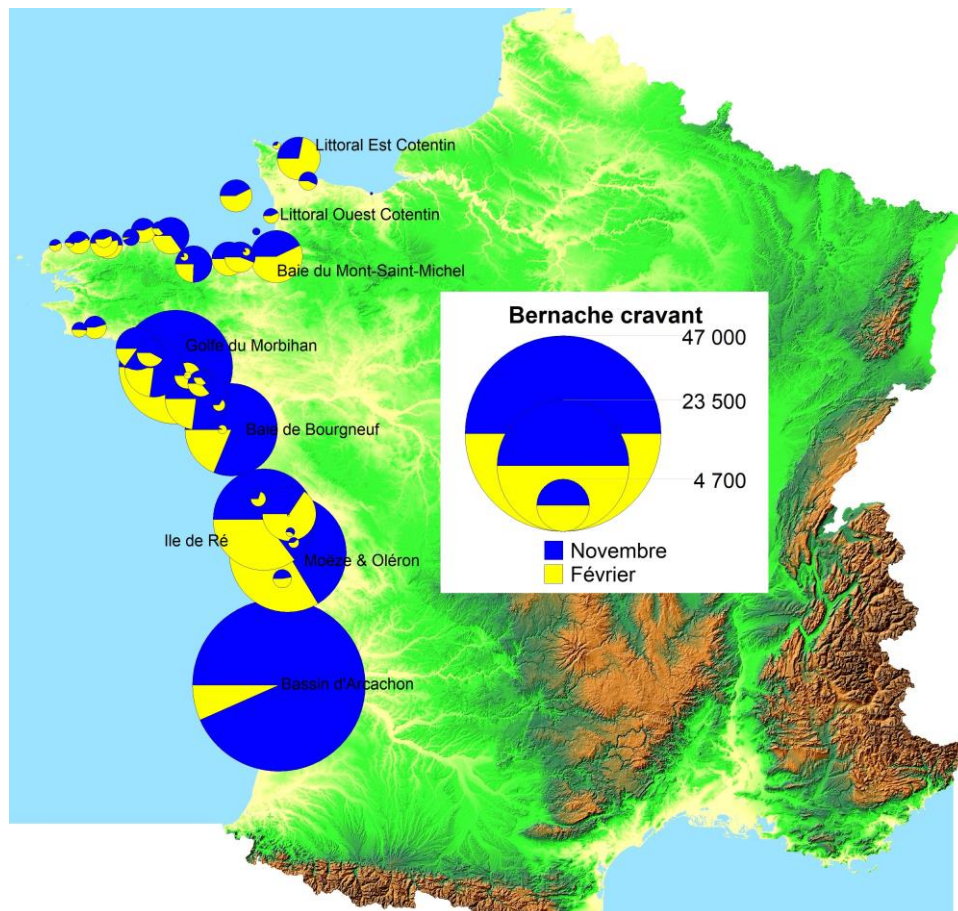 Littoral Est Cotentin
Littoral Ouest Cotentin
Baie du Mont-Saint-Michel
Golfe du Morbihan
Baie de Bourgneuf
Ile de Ré
Moëze & Oléron
Bassin d'Arcachon
Bernache cravant
47 000
23 500
4 700
Novembre
Février